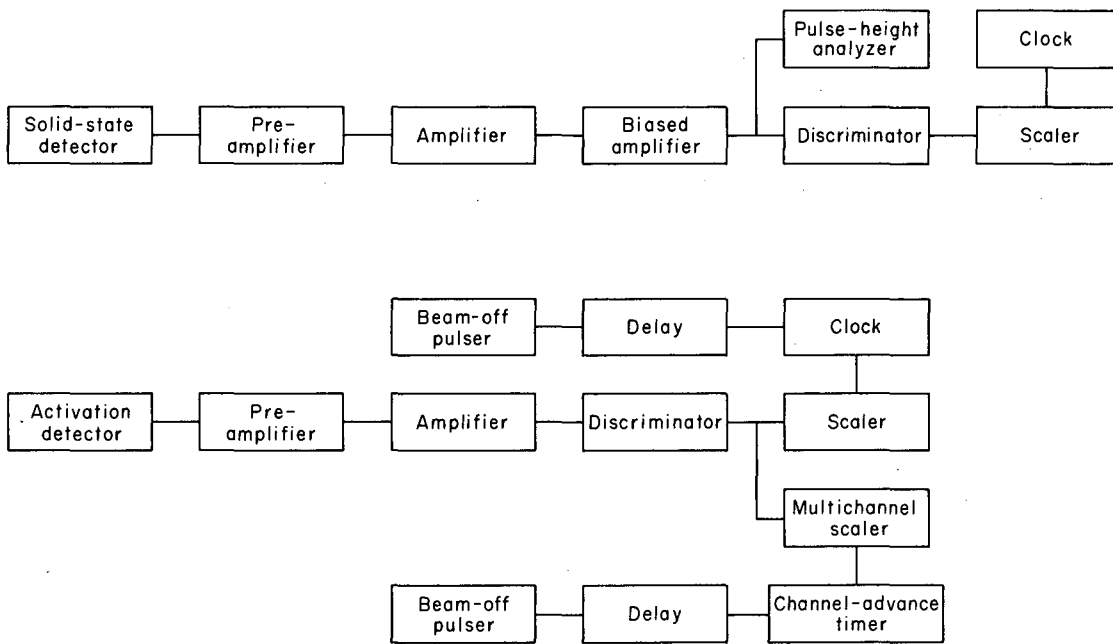 Pulse-height
analyzer
Clock
Solid-state
detector
Pre-
amplifier
Amplifier
Biased
amplifier
Discriminator
Scaler
Beam-off
pulser
Delay
Clock
Activation
detector
Pre-
amplifier
Amplifier
Discriminator
Scaler
Multichannel
scaler
Beam-off
pulser
Delay
Channel-advance
timer